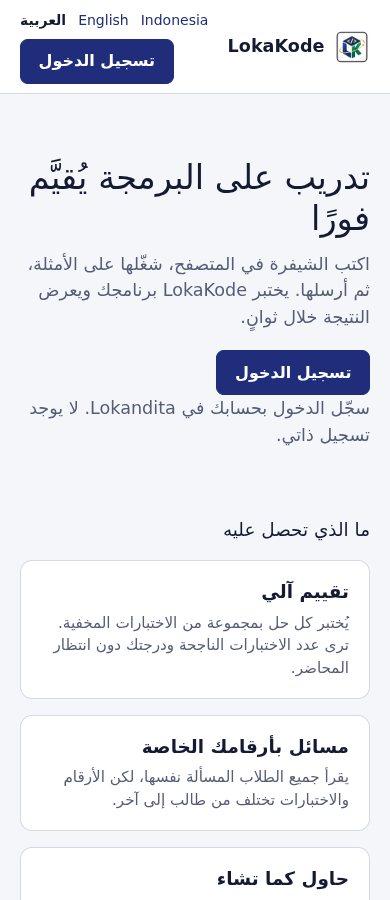 LokaKode
العربية English Indonesia
تسجيل الدخول
تدريب على البرمجة يُقيَّم
فورًا
اكتب الشيفرة في المتصفح، شغّلها على الأمثلة،
ثم أرسلها. يختبر LokaKode برنامجك ويعرض
النتيجة خلال ثوانٍ.
تسجيل الدخول
سجّل الدخول بحسابك في Lokandita. لا يوجد
تسجيل ذاتي.
ما الذي تحصل عليه
تقييم آلي
يُختبر كل حل بمجموعة من الاختبارات المخفية.
ترى عدد الاختبارات الناجحة ودرجتك دون انتظار
المحاضر.
مسائل بأرقامك الخاصة
يقرأ جميع الطلاب المسألة نفسها، لكن الأرقام
والاختبارات تختلف من طالب إلى آخر.
حاول كما تشاء